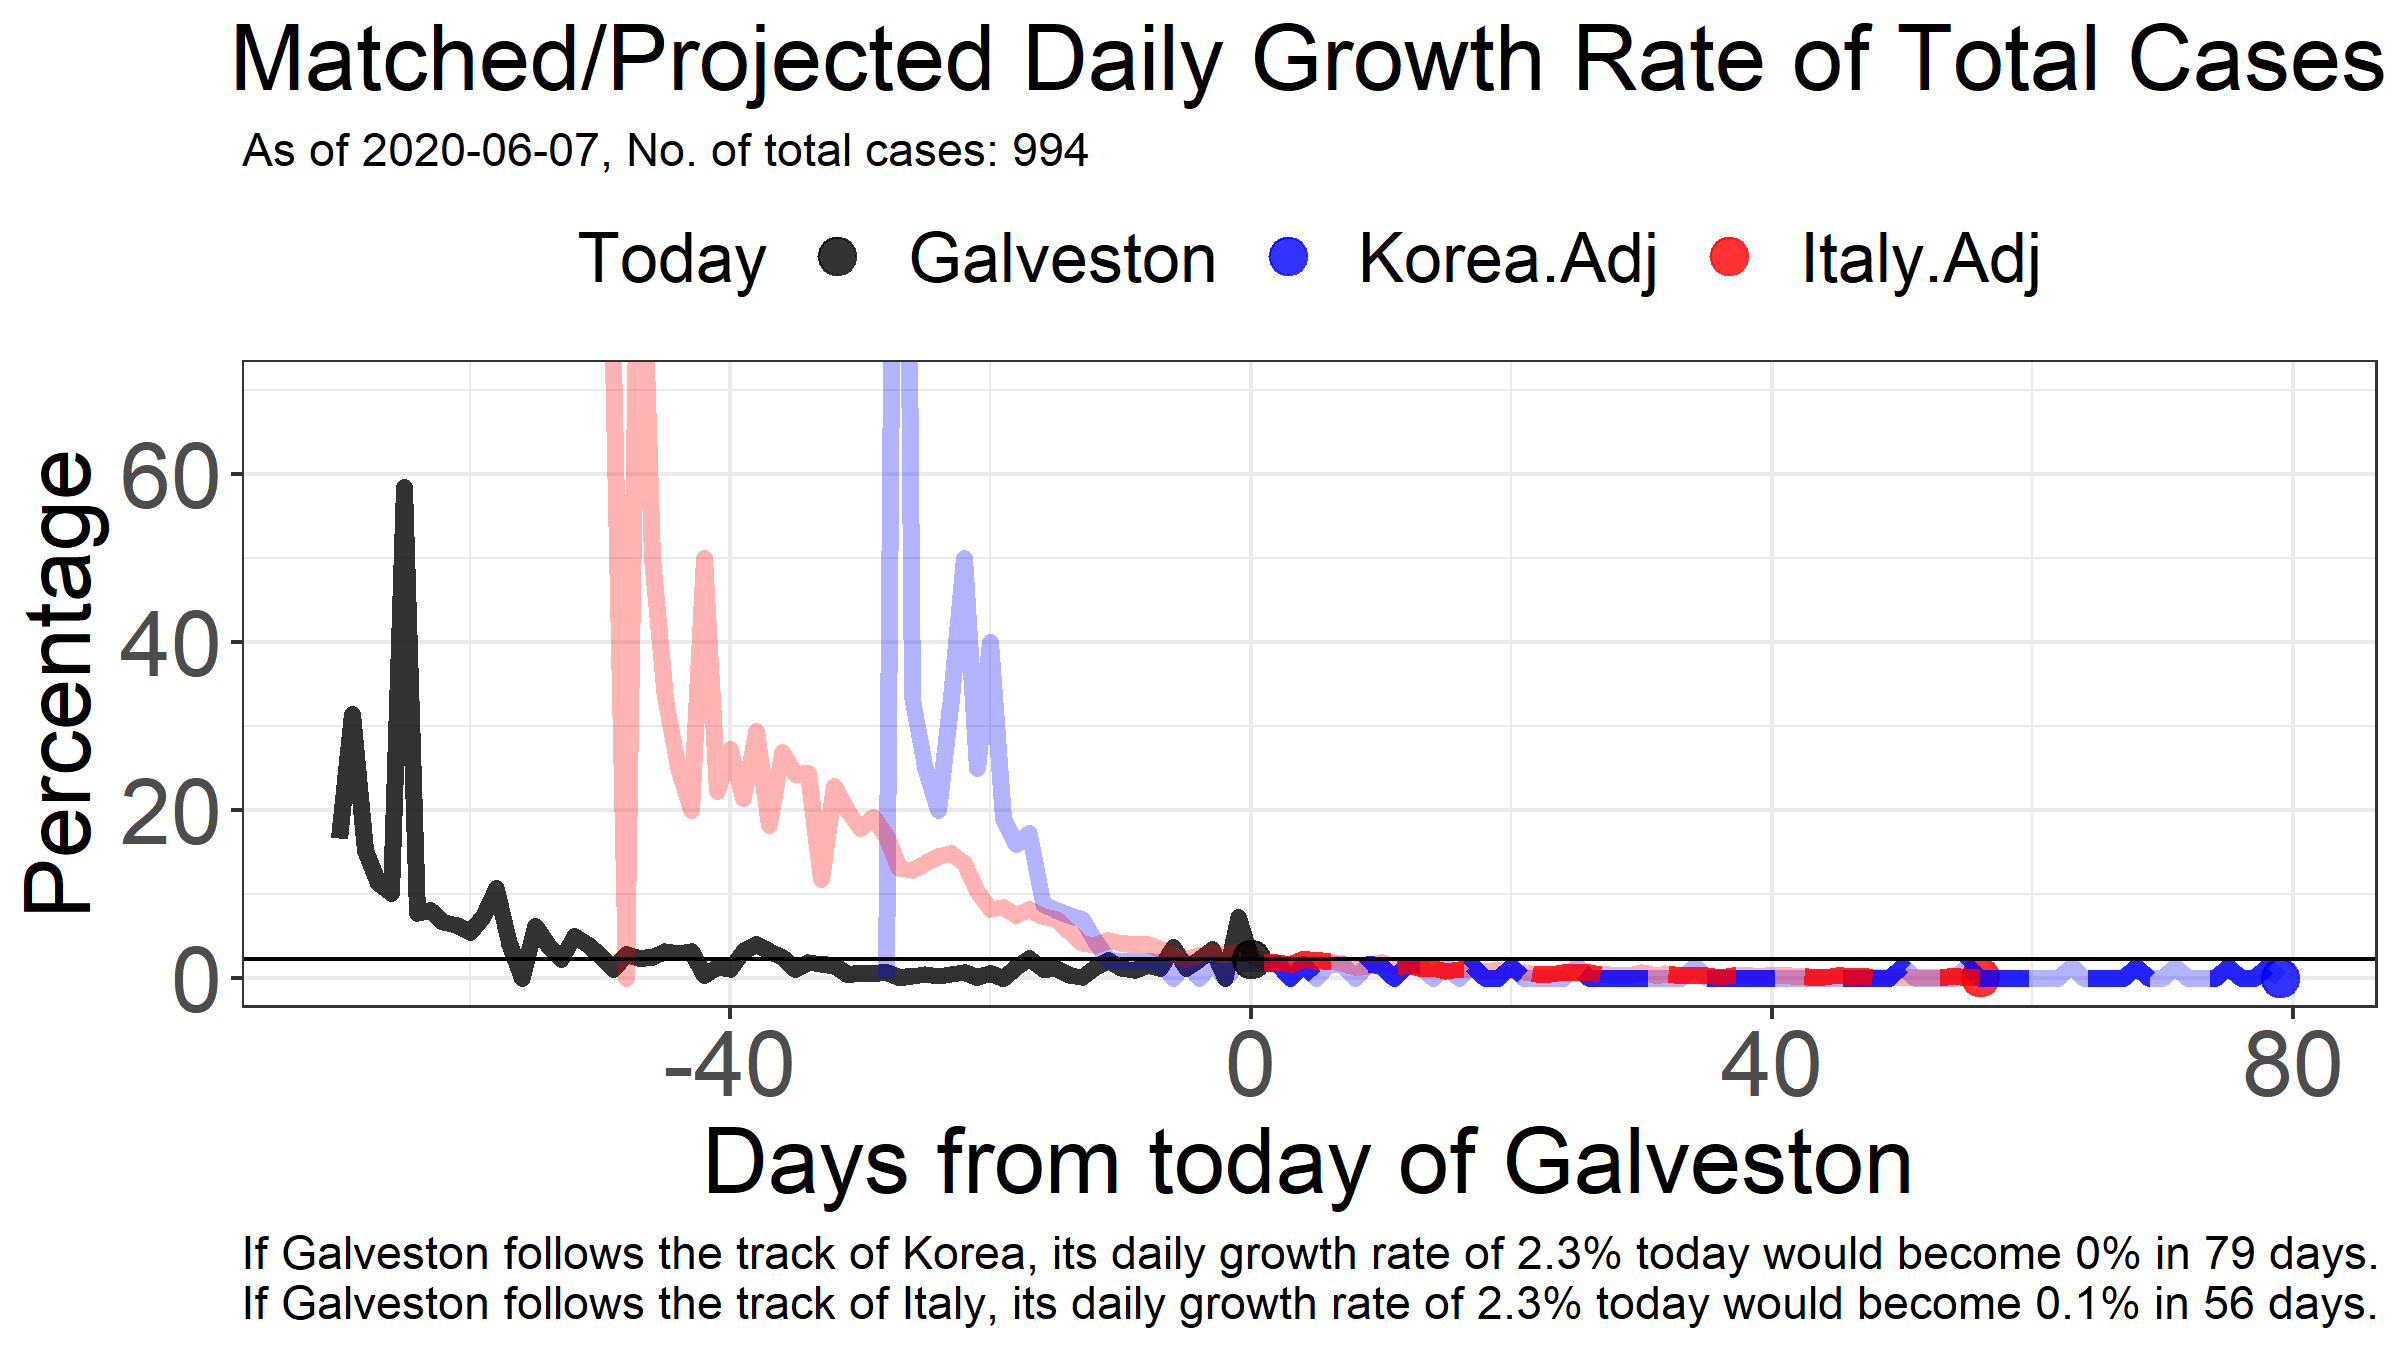 Matched/Projected Daily Growth Rate of Total Cases
As of 2020-06-07, No. of total cases: 994
Today Galveston Korea.Adj Italy.Adj
Percentage
60
40
20
0
-40 0 40 80
Days from today of Galveston
If Galveston follows the track of Korea, its daily growth rate of 2.3% today would become 0% in 79 days.
If Galveston follows the track of Italy, its daily growth rate of 2.3% today would become 0.1% in 56 days.